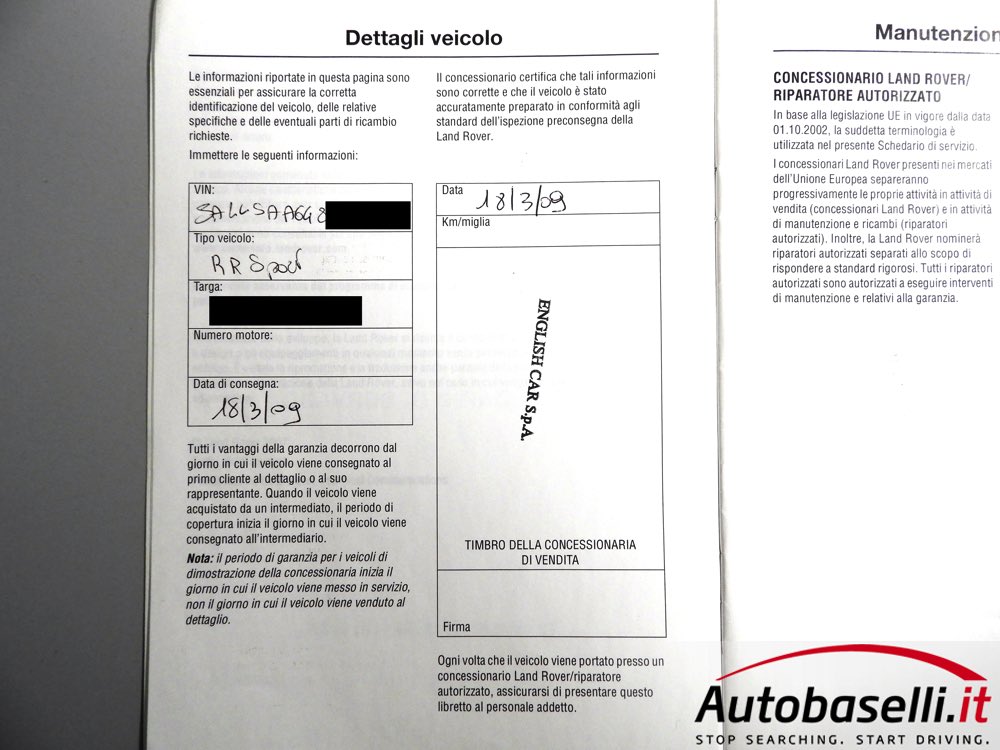 Dettagli veicolo
Le informazioni riportate in questa pagina sono
essenziali per assicurare la corretta
identificazione del veicolo, delle relative
specifiche e delle eventuali parti di ricambio
richieste.
Immettere le seguenti informazioni:
VIN:
SALLSAAG48
Tipo veicolo:
RR Sport
Targa:
Numero motore:
Data di consegna:
18/3/09
Tutti i vantaggi della garanzia decorrono dal
giorno in cui il veicolo viene consegnato al
primo cliente al dettaglio o al suo
rappresentante. Quando il veicolo viene
acquistato da un intermediato, il periodo di
copertura inizia il giorno in cui il veicolo viene
consegnato all'intermediario.
Nota: il periodo di garanzia per i veicoli di
dimostrazione della concessionaria inizia il
giorno in cui il veicolo viene messo in servizio,
non il giorno in cui il veicolo viene venduto al
dettaglio.
Il concessionario certifica che tali informazioni
sono corrette e che il veicolo è stato
accuratamente preparato in conformità agli
standard dell'ispezione preconsegna della
Land Rover.
Data
18/3/09
Km/miglia
ENGLISH CAR S.p.A.
TIMBRO DELLA CONCESSIONARIA
DI VENDITA
Firma
Ogni volta che il veicolo viene portato presso un
concessionario Land Rover/riparatore
autorizzato, assicurarsi di presentare questo
libretto al personale addetto.
Manutenzion
CONCESSIONARIO LAND ROVER/
RIPARATORE AUTORIZZATO
In base alla legislazione UE in vigore dalla data
01.10.2002, la suddetta terminologia è
utilizzata nel presente Schedario di servizio.
I concessionari Land Rover presenti nei mercati
dell'Unione Europea separeranno
progressivamente le proprie attività in attività di
vendita (concessionari Land Rover) e in attività
di manutenzione e ricambi (riparatori
autorizzati). Inoltre, la Land Rover nominerà
riparatori autorizzati separati allo scopo di
rispondere a standard rigorosi. Tutti i riparatori
autorizzati sono autorizzati a eseguire interventi
di manutenzione e relativi alla garanzia.
Autobaselli.it
STOP SEARCHING. START DRIVING.